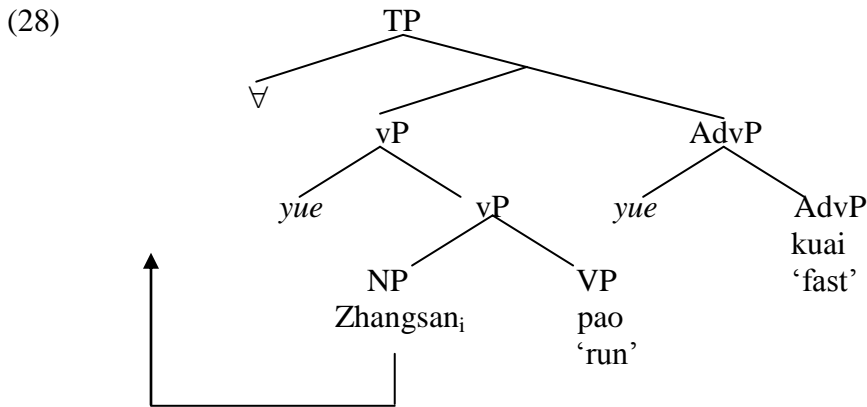 (28) TP
∀
vP AdvP
yue vP yue AdvP
kuai
NP VP ‘fast’
Zhangsanᵢ pao
‘run’